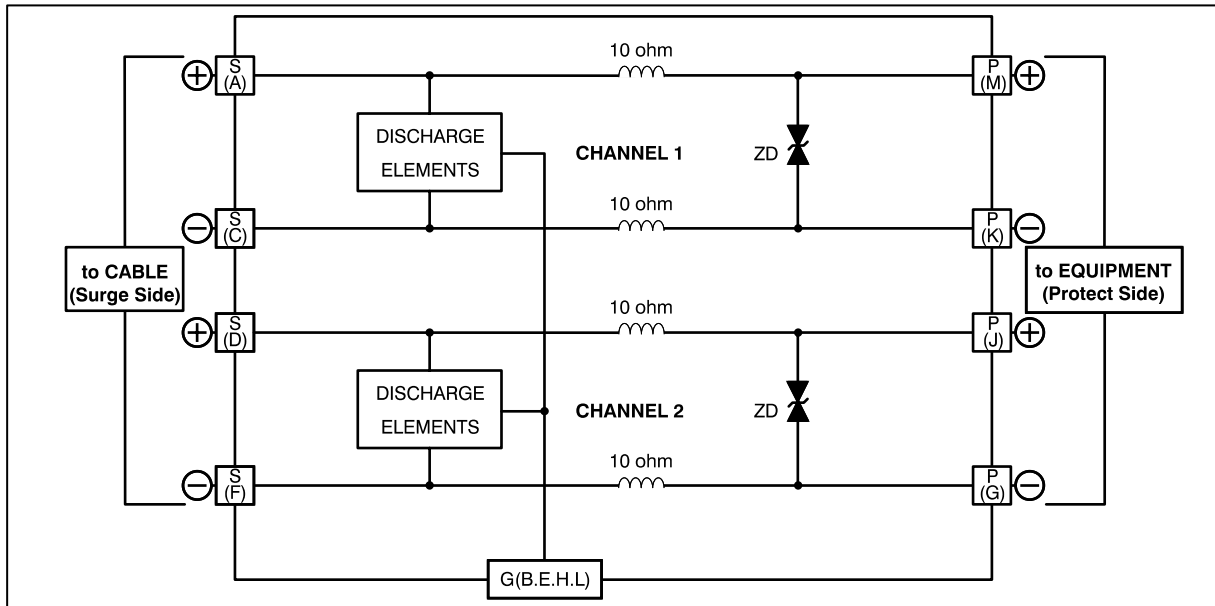 10 ohm
+ S (A)
P (M) +
DISCHARGE
ELEMENTS
CHANNEL 1
ZD
10 ohm
− S (C)
P (K) −
to CABLE
(Surge Side)
to EQUIPMENT
(Protect Side)
10 ohm
+ S (D)
P (J) +
DISCHARGE
ELEMENTS
CHANNEL 2
ZD
10 ohm
− S (F)
P (G) −
G(B.E.H.L)